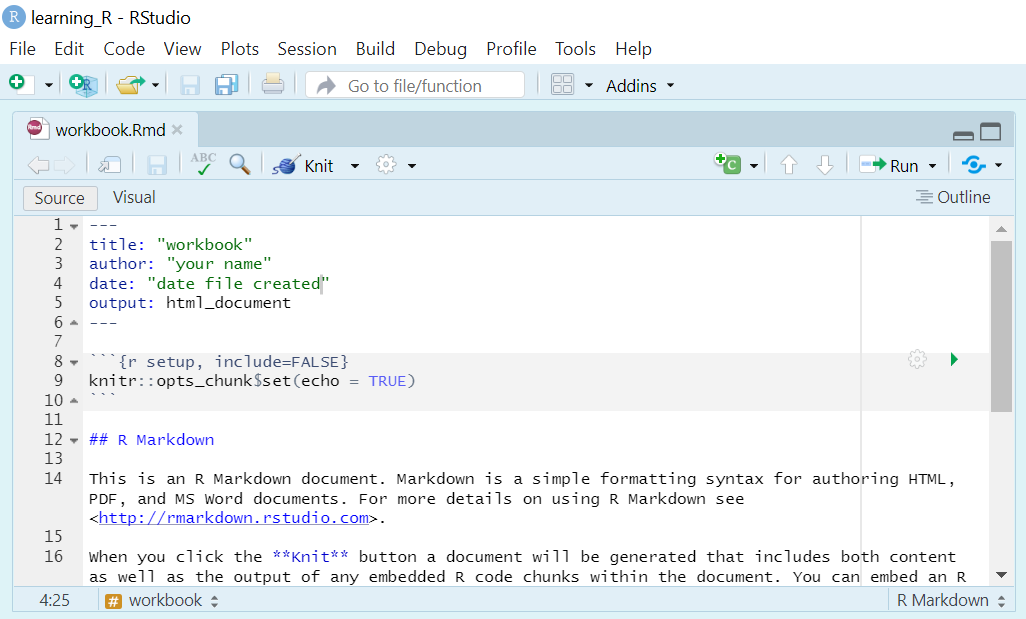 R learning_R - RStudio
File Edit Code View Plots Session Build Debug Profile Tools Help
R Go to file/function Addins
Rmd workbook.Rmd
ABC Knit C Run
Source Visual Outline
1 ---
2 title: "workbook"
3 author: "your name"
4 date: "date file created"
5 output: html_document
6 ---
7
8 ```{r setup, include=FALSE}
9 knitr::opts_chunk$set(echo = TRUE)
10 ```
11
12 ## R Markdown
13
14 This is an R Markdown document. Markdown is a simple formatting syntax for authoring HTML,
PDF, and MS Word documents. For more details on using R Markdown see
<http://rmarkdown.rstudio.com>.
15
16 When you click the **Knit** button a document will be generated that includes both content
as well as the output of any embedded R code chunks within the document. You can embed an R
4:25 # workbook R Markdown